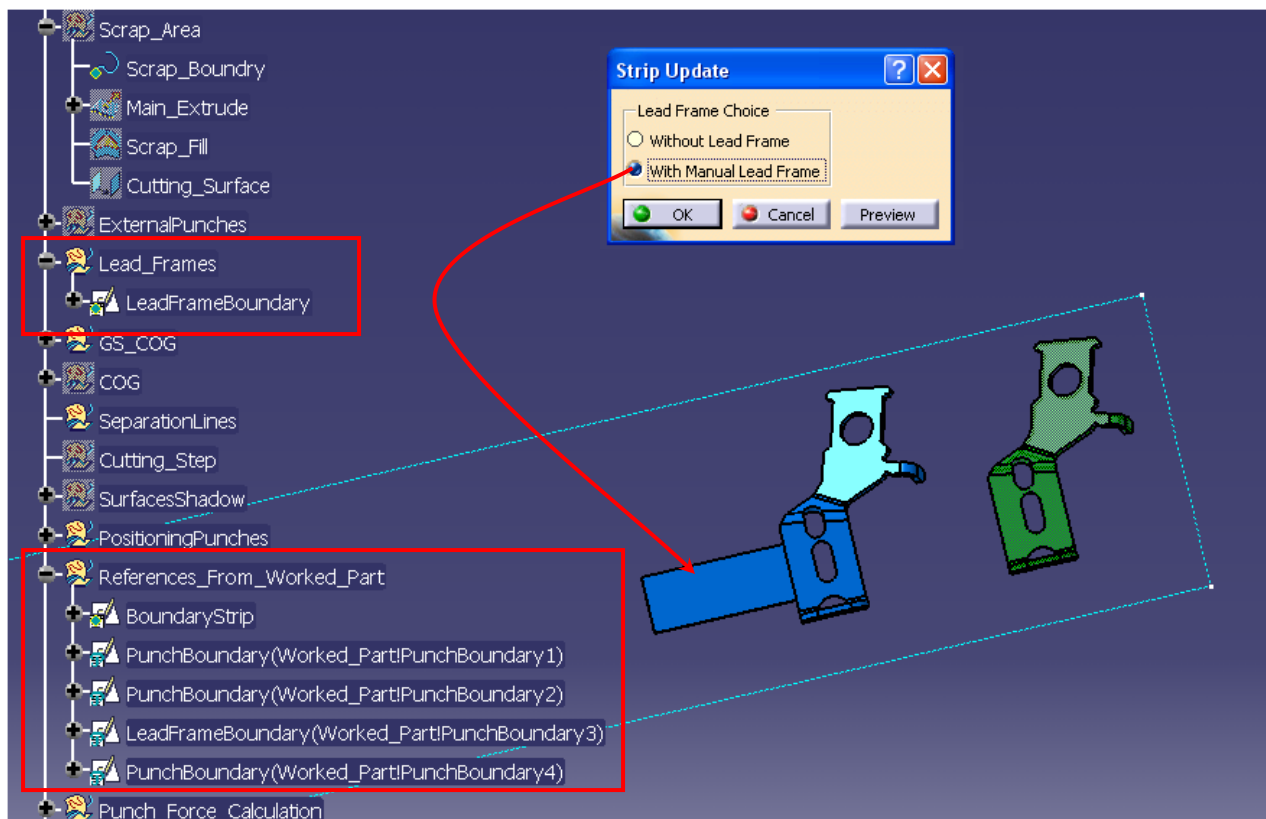 Scrap_Area
Scrap_Boundry
Main_Extrude
Scrap_Fill
Cutting_Surface
ExternalPunches
Lead_Frames
LeadFrameBoundary
GS_COG
COG
SeparationLines
Cutting_Step
SurfacesShadow
PositioningPunches
References_From_Worked_Part
BoundaryStrip
PunchBoundary(Worked_Part!PunchBoundary1)
PunchBoundary(Worked_Part!PunchBoundary2)
LeadFrameBoundary(Worked_Part!PunchBoundary3)
PunchBoundary(Worked_Part!PunchBoundary4)
Punch_Force_Calculation
Strip Update
Lead Frame Choice
Without Lead Frame
With Manual Lead Frame
OK Cancel Preview